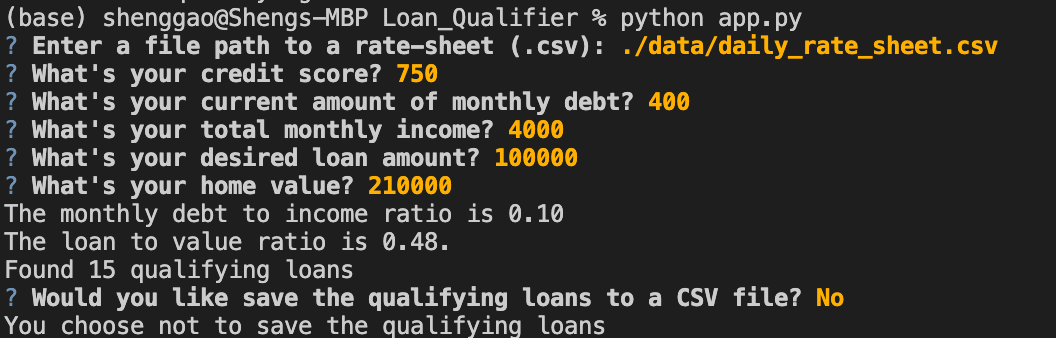 (base) shenggao@Shengs-MBP Loan_Qualifier % python app.py
? Enter a file path to a rate-sheet (.csv): ./data/daily_rate_sheet.csv
? What's your credit score? 750
? What's your current amount of monthly debt? 400
? What's your total monthly income? 4000
? What's your desired loan amount? 100000
? What's your home value? 210000
The monthly debt to income ratio is 0.10
The loan to value ratio is 0.48.
Found 15 qualifying loans
? Would you like save the qualifying loans to a CSV file? No
You choose not to save the qualifying loans